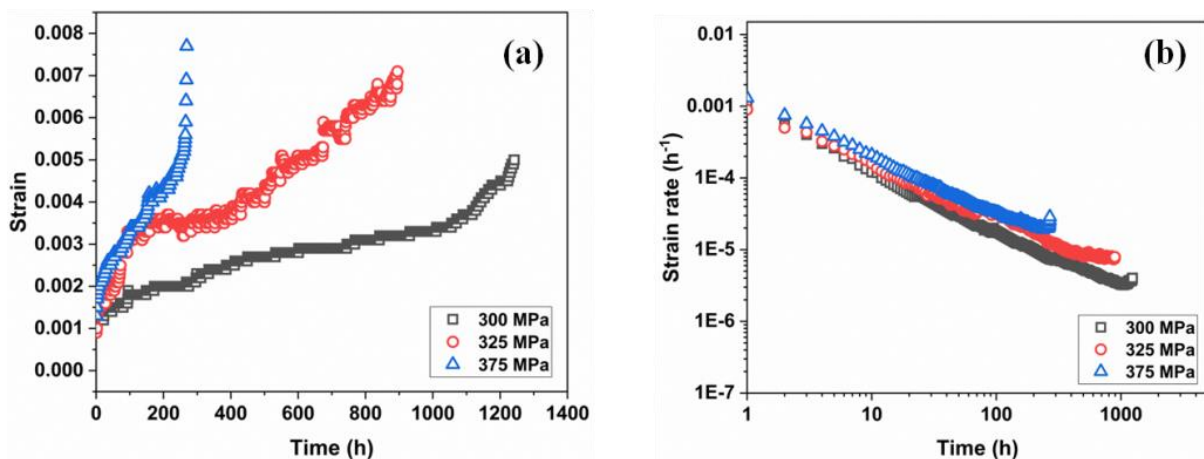 (a)
Strain
0.008
0.007
0.006
0.005
0.004
0.003
0.002
0.001
0.000
300 MPa
325 MPa
375 MPa
0 200 400 600 800 1000 1200 1400
Time (h)
(b)
Strain rate (h⁻¹)
0.01
0.001
1E-4
1E-5
1E-6
1E-7
300 MPa
325 MPa
375 MPa
1 10 100 1000
Time (h)